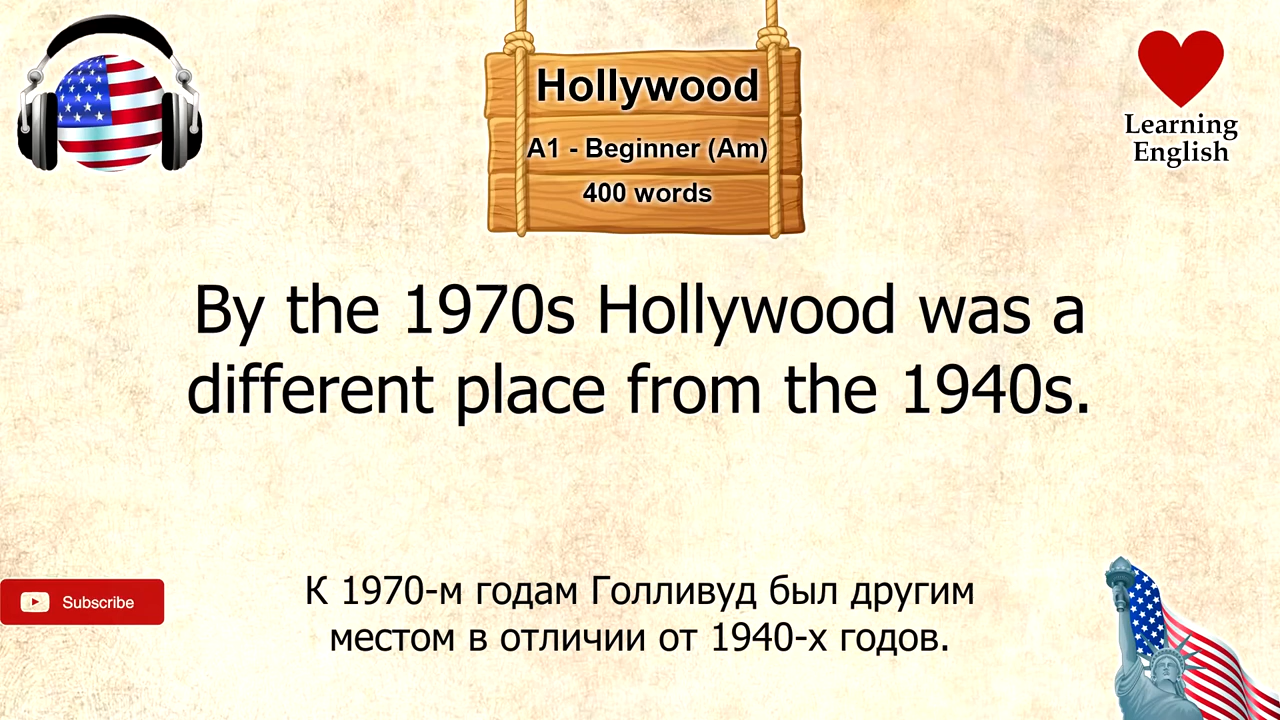 Hollywood
A1 - Beginner (Am)
400 words
Learning
English
By the 1970s Hollywood was a
different place from the 1940s.
Subscribe
К 1970-м годам Голливуд был другим
местом в отличии от 1940-х годов.